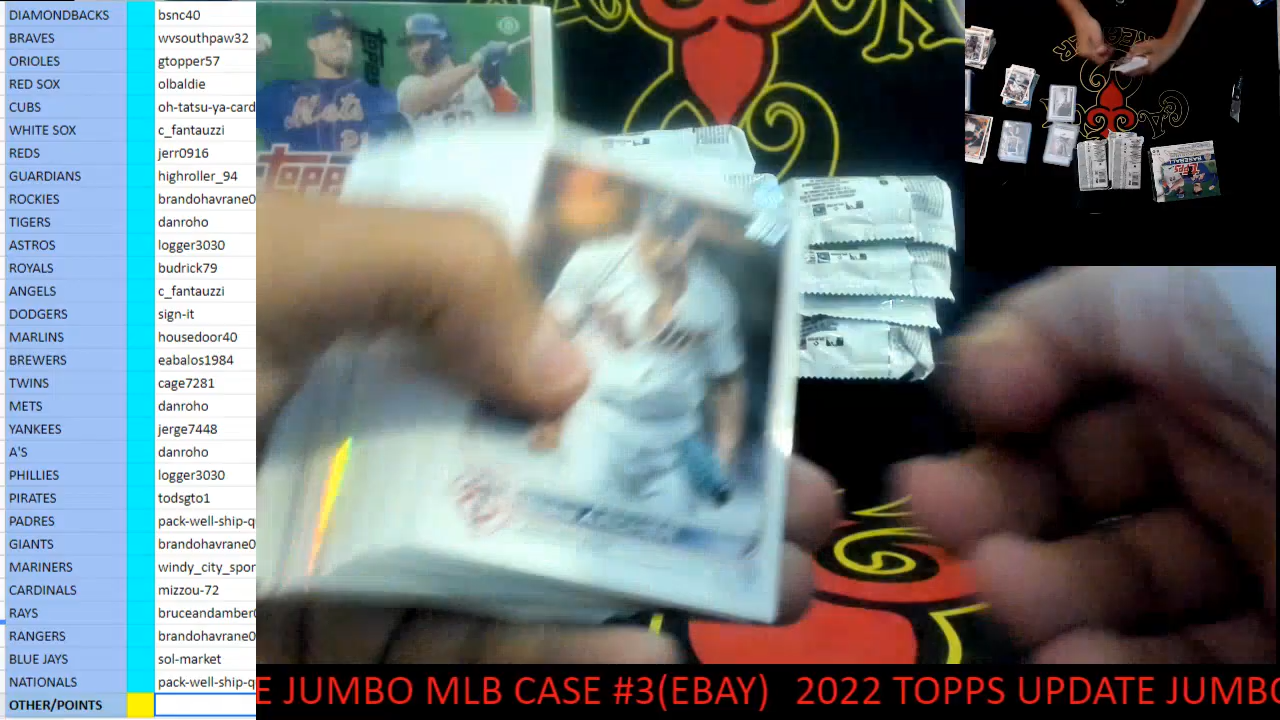 DIAMONDBACKS bsnc40
BRAVES wvsouthpaw32
ORIOLES gtopper57
RED SOX olbaldie
CUBS oh-tatsu-ya-card
WHITE SOX c_fantauzzi
REDS jerr0916
GUARDIANS highroller_94
ROCKIES brandohavrane0
TIGERS danroho
ASTROS logger3030
ROYALS budrick79
ANGELS c_fantauzzi
DODGERS sign-it
MARLINS housedoor40
BREWERS eabalos1984
TWINS cage7281
METS danroho
YANKEES jerge7448
A'S danroho
PHILLIES logger3030
PIRATES todsgto1
PADRES pack-well-ship-q
GIANTS brandohavrane0
MARINERS windy_city_spor
CARDINALS mizzou-72
RAYS bruceandamber0
RANGERS brandohavrane0
BLUE JAYS sol-market
NATIONALS pack-well-ship-q
OTHER/POINTS
Mets
topps
E JUMBO MLB CASE #3(EBAY) 2022 TOPPS UPDATE JUMBO